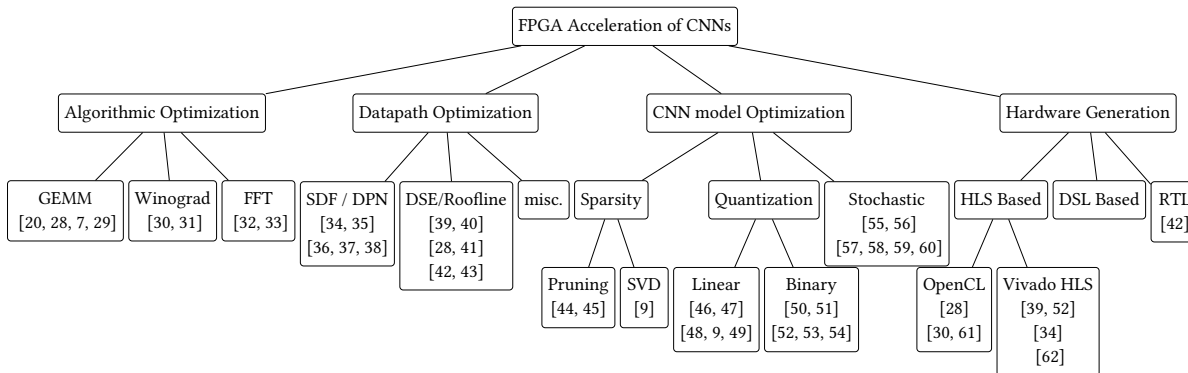 FPGA Acceleration of CNNs
Algorithmic Optimization
Datapath Optimization
CNN model Optimization
Hardware Generation
GEMM
[20, 28, 7, 29]
Winograd
[30, 31]
FFT
[32, 33]
SDF / DPN
[34, 35]
[36, 37, 38]
DSE/Roofline
[39, 40]
[28, 41]
[42, 43]
misc.
Sparsity
Quantization
Stochastic
[55, 56]
[57, 58, 59, 60]
HLS Based
DSL Based
RTL
[42]
Pruning
[44, 45]
SVD
[9]
Linear
[46, 47]
[48, 9, 49]
Binary
[50, 51]
[52, 53, 54]
OpenCL
[28]
[30, 61]
Vivado HLS
[39, 52]
[34]
[62]